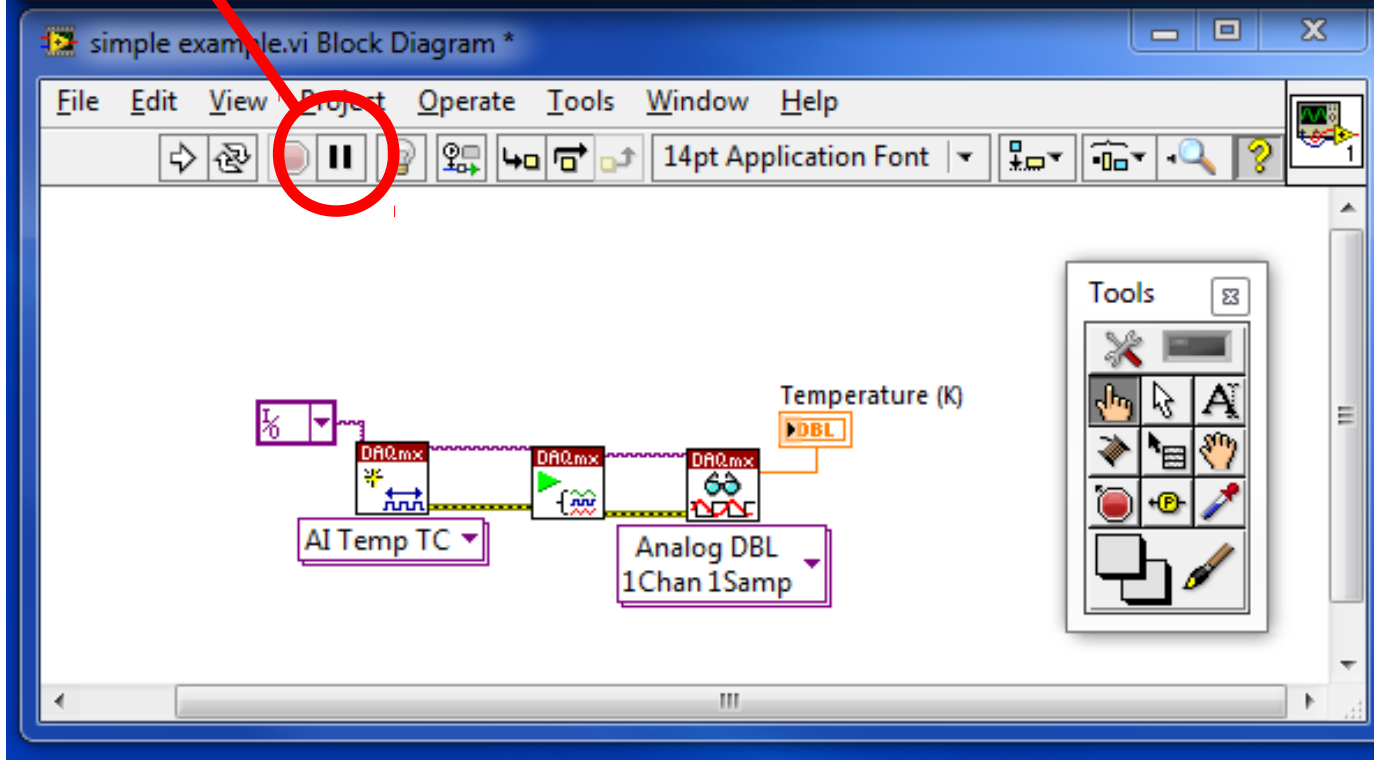 simple example.vi Block Diagram *
File Edit View Project Operate Tools Window Help
14pt Application Font
?
1
Tools
A
P
Temperature (K)
DBL
I/O
DAQmx
DAQmx
DAQmx
AI Temp TC
Analog DBL
1Chan 1Samp